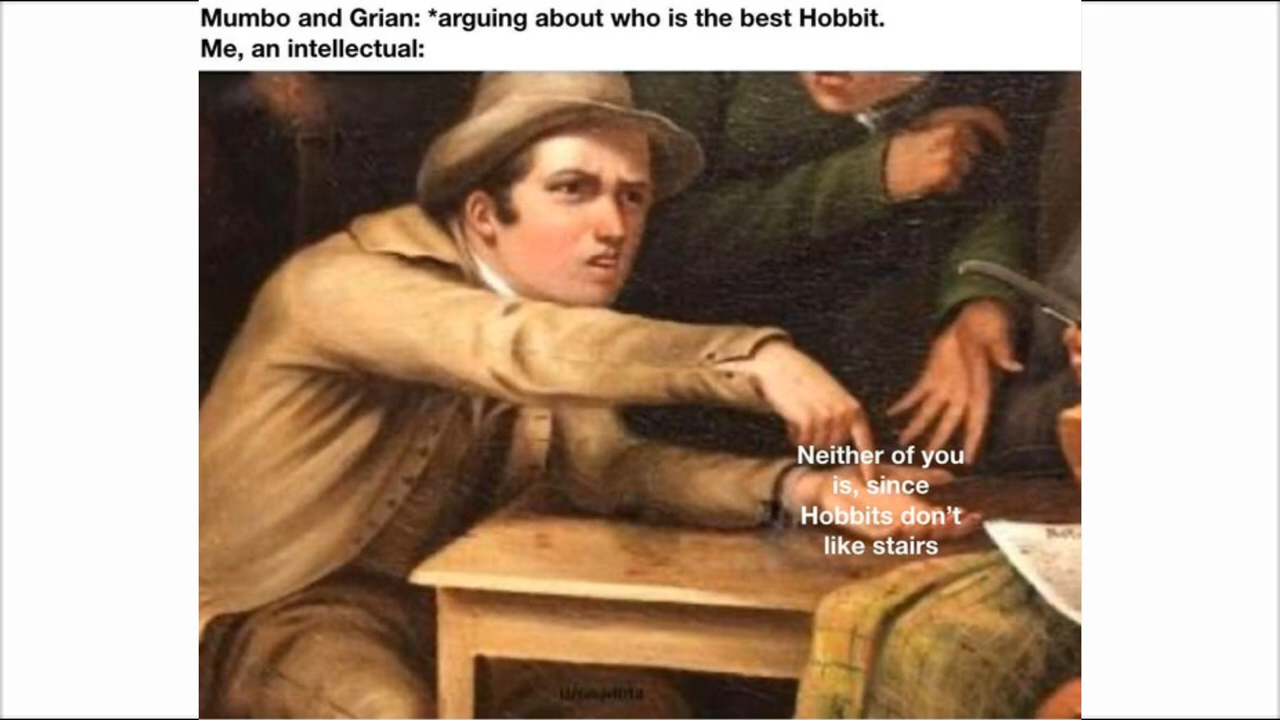 Mumbo and Grian: *arguing about who is the best Hobbit.
Me, an intellectual:
Neither of you
is, since
Hobbits don't
like stairs